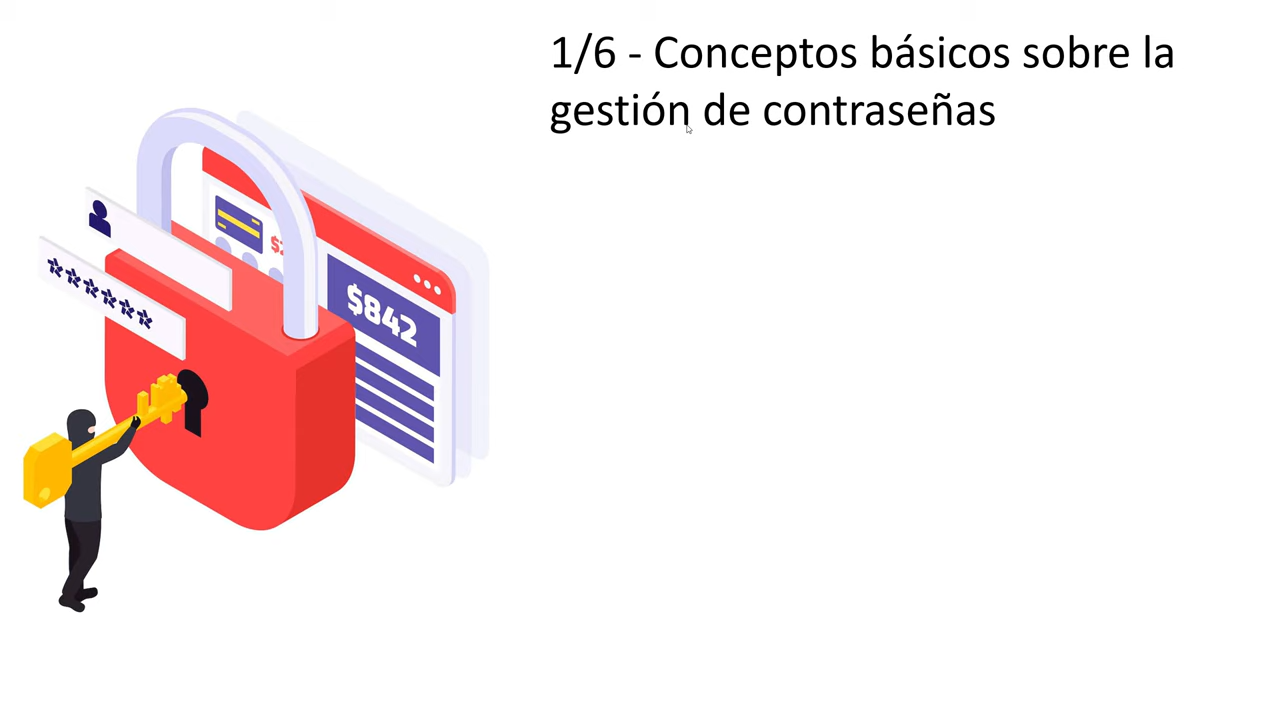 1/6 - Conceptos básicos sobre la
gestión de contraseñas
$842